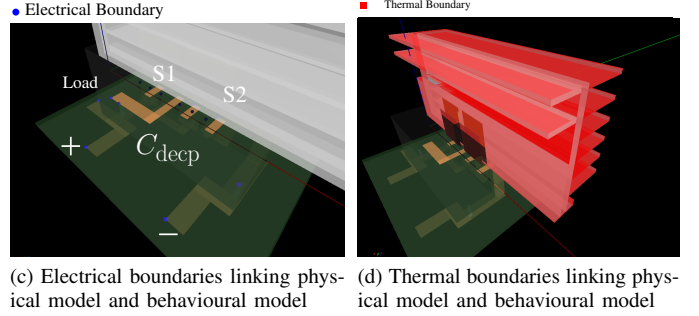 Electrical Boundary
Thermal Boundary
Load
S1
S2
+
C_decp
−
(c) Electrical boundaries linking phys-
ical model and behavioural model
(d) Thermal boundaries linking phys-
ical model and behavioural model